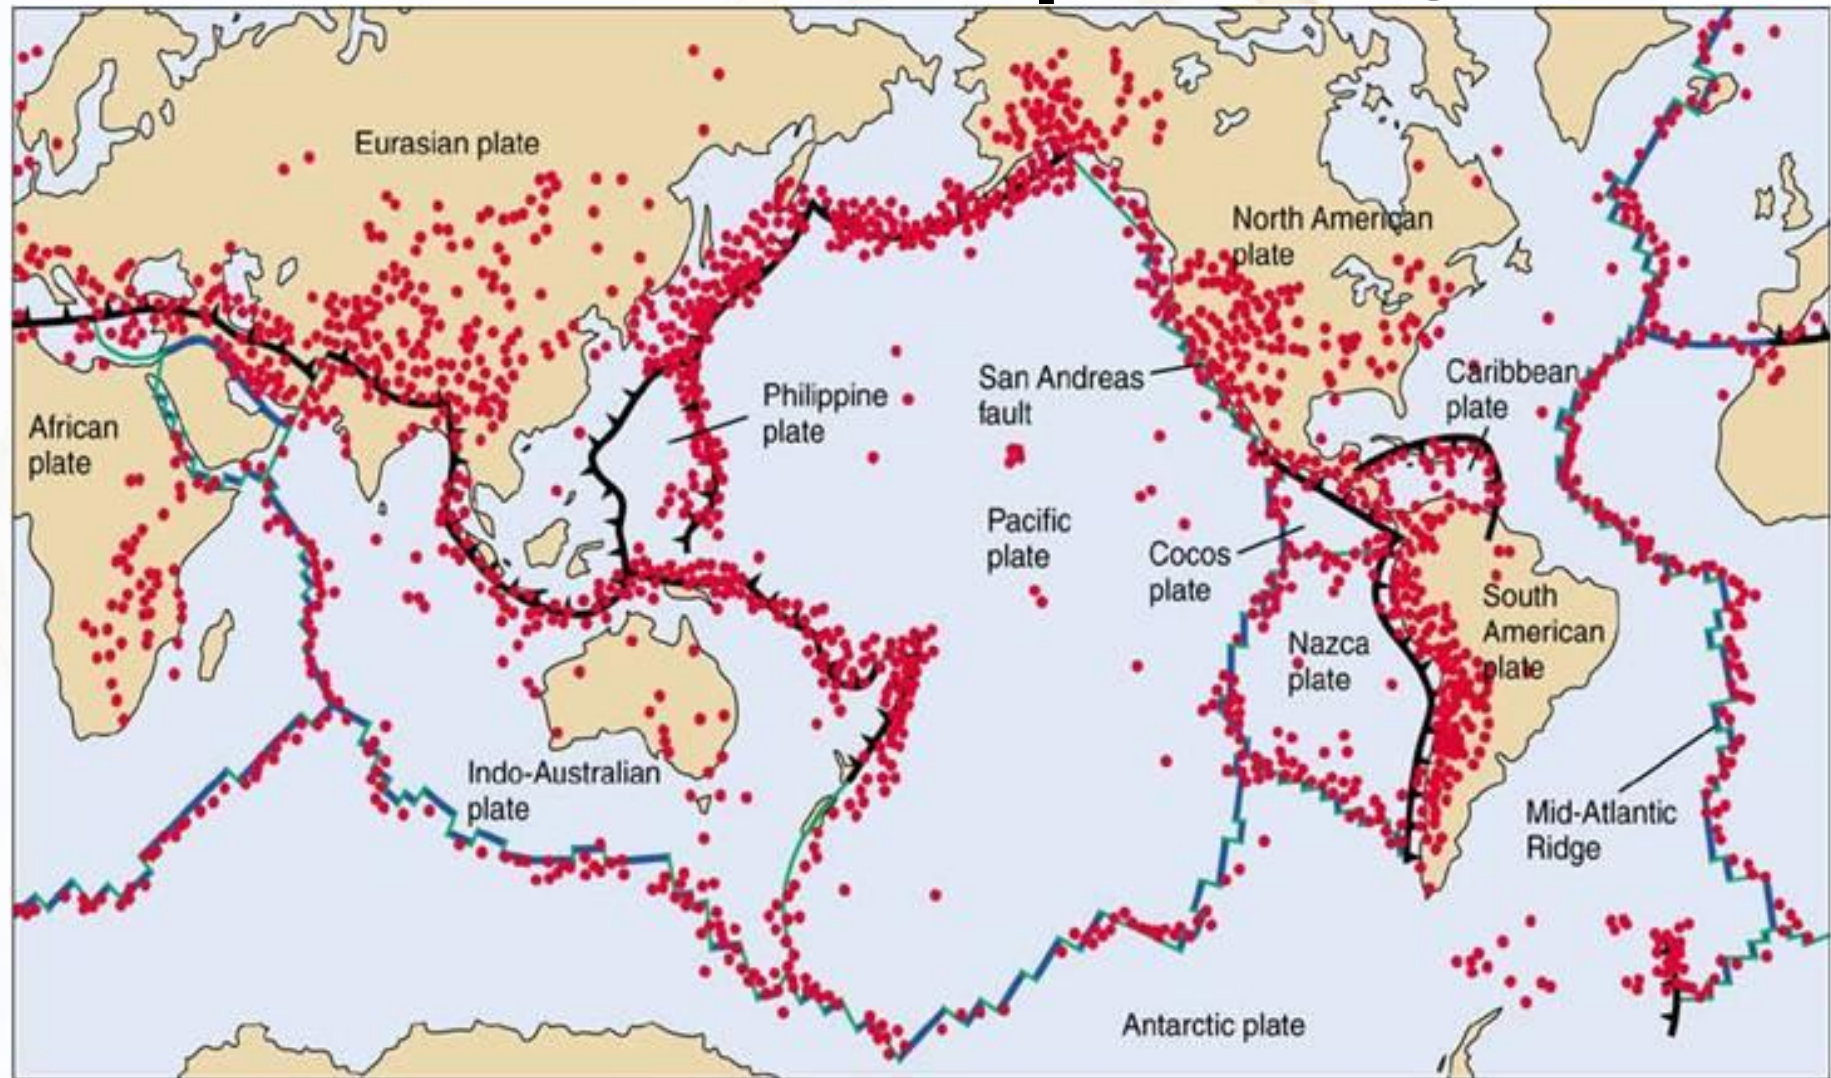 Eurasian plate
North American
plate
San Andreas
fault
Caribbean
plate
Philippine
plate
African
plate
Pacific
plate
Cocos
plate
South
American
plate
Nazca
plate
Indo-Australian
plate
Mid-Atlantic
Ridge
Antarctic plate